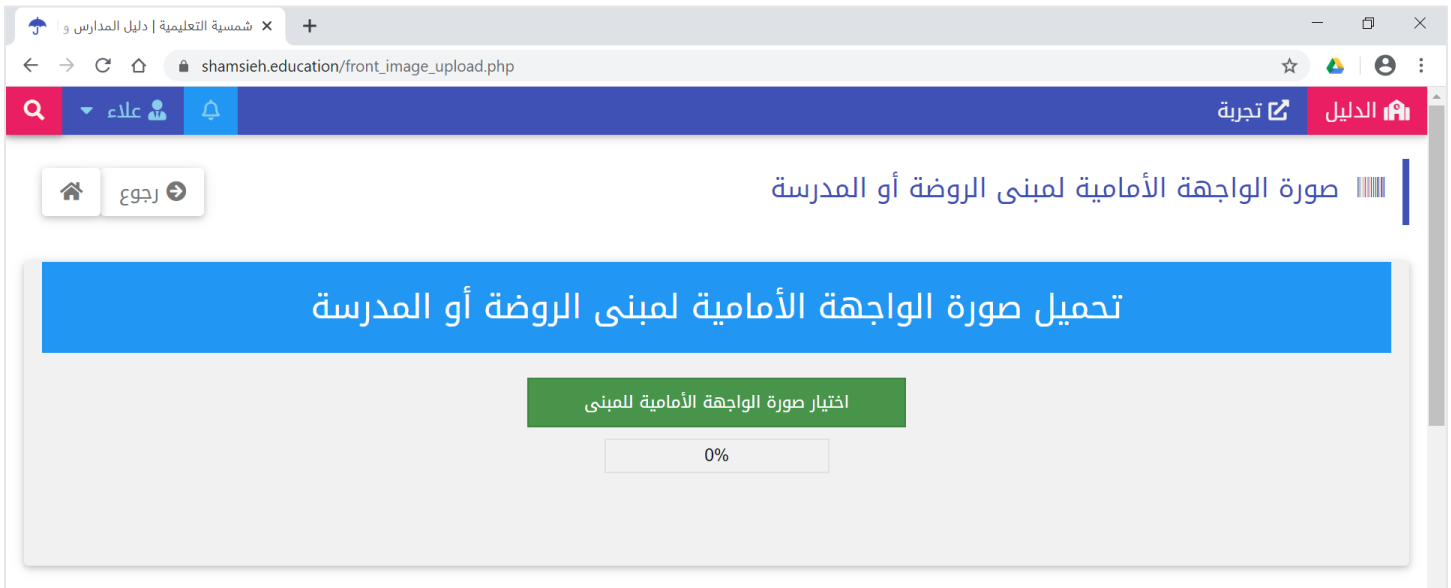 شمسية التعليمية | دليل المدارس و
shamsieh.education/front_image_upload.php
الدليل
تجربة
علاء
صورة الواجهة الأمامية لمبنى الروضة أو المدرسة
رجوع
تحميل صورة الواجهة الأمامية لمبنى الروضة أو المدرسة
اختيار صورة الواجهة الأمامية للمبنى
0%